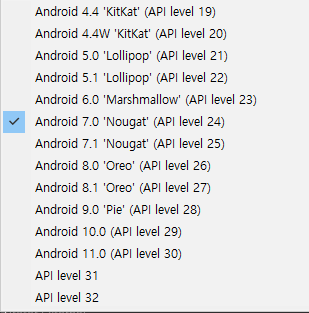 Android 4.4 'KitKat' (API level 19)
Android 4.4W 'KitKat' (API level 20)
Android 5.0 'Lollipop' (API level 21)
Android 5.1 'Lollipop' (API level 22)
Android 6.0 'Marshmallow' (API level 23)
Android 7.0 'Nougat' (API level 24)
Android 7.1 'Nougat' (API level 25)
Android 8.0 'Oreo' (API level 26)
Android 8.1 'Oreo' (API level 27)
Android 9.0 'Pie' (API level 28)
Android 10.0 (API level 29)
Android 11.0 (API level 30)
API level 31
API level 32